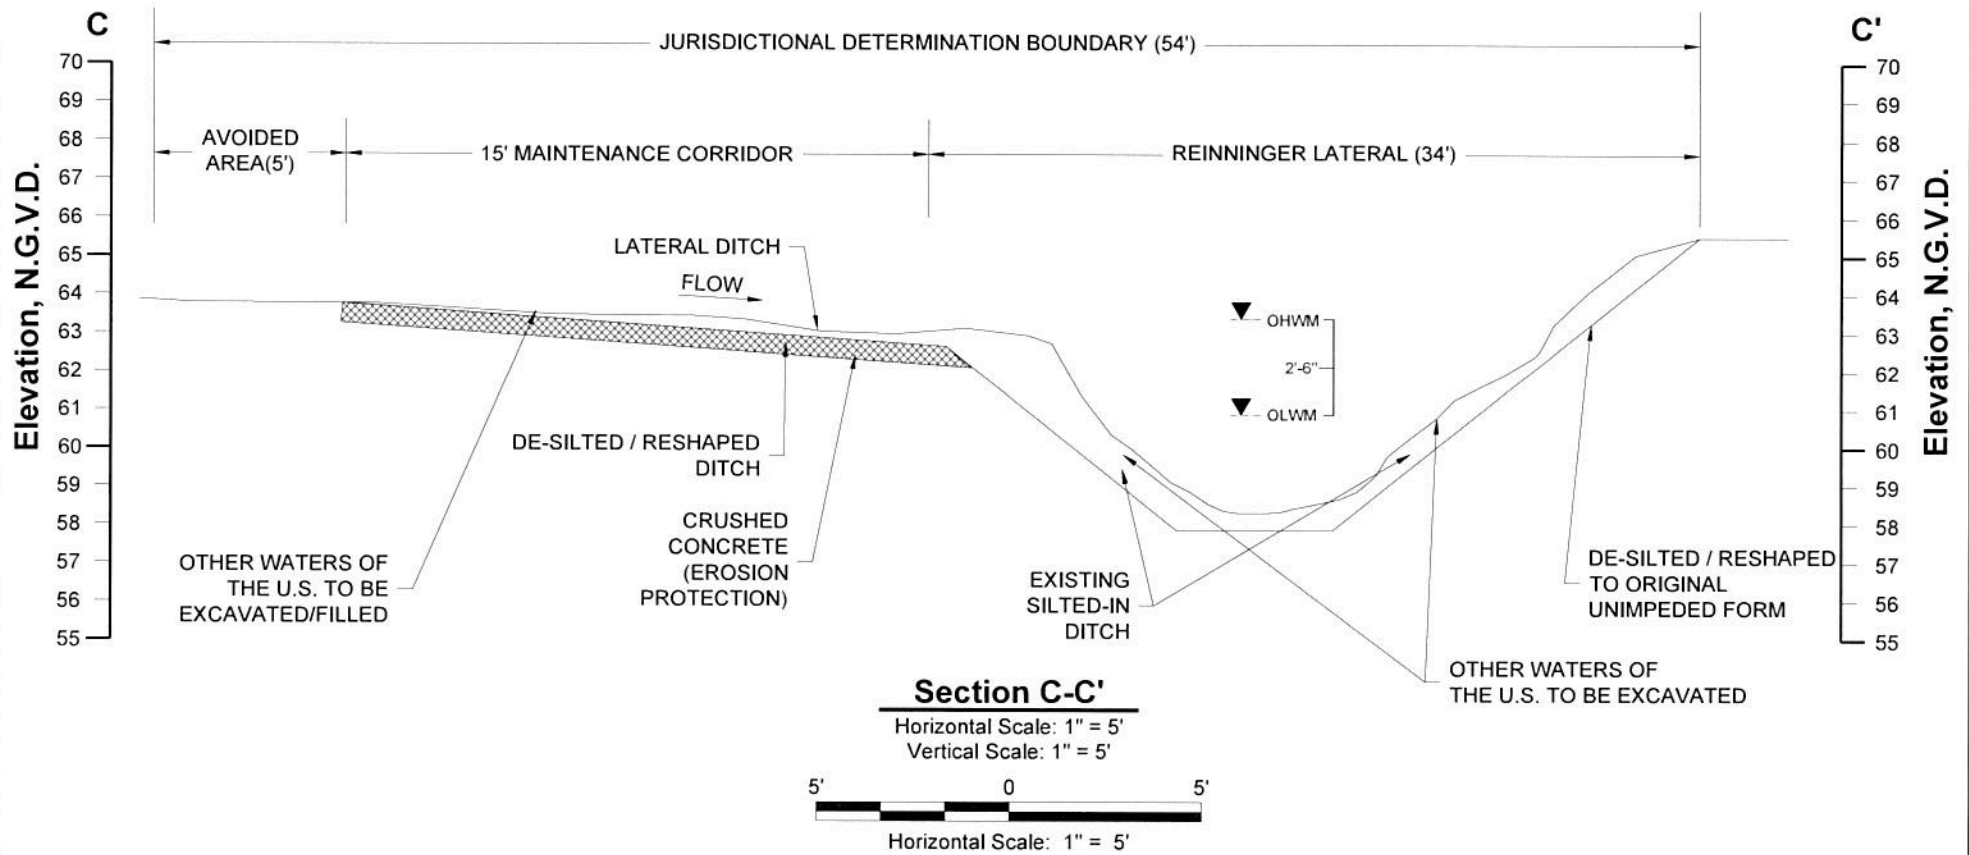 C
C'
JURISDICTIONAL DETERMINATION BOUNDARY (54')
AVOIDED
AREA(5')
15' MAINTENANCE CORRIDOR
REINNINGER LATERAL (34')
Elevation, N.G.V.D.
70
69
68
67
66
65
64
63
62
61
60
59
58
57
56
55
LATERAL DITCH
FLOW
OHWM
2'-6"
OLWM
DE-SILTED / RESHAPED
DITCH
CRUSHED
CONCRETE
(EROSION
PROTECTION)
OTHER WATERS OF
THE U.S. TO BE
EXCAVATED/FILLED
EXISTING
SILTED-IN
DITCH
DE-SILTED / RESHAPED
TO ORIGINAL
UNIMPEDED FORM
OTHER WATERS OF
THE U.S. TO BE EXCAVATED
70
69
68
67
66
65
64
63
62
61
60
59
58
57
56
55
Elevation, N.G.V.D.
Section C-C'
Horizontal Scale: 1" = 5'
Vertical Scale: 1" = 5'
5' 0 5'
Horizontal Scale: 1" = 5'